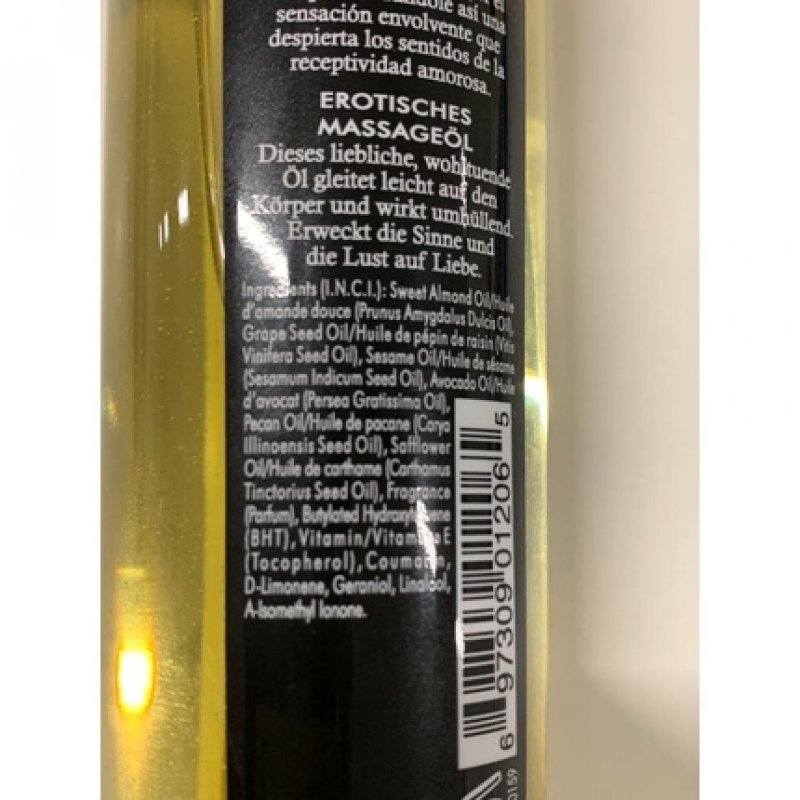 así una
sensación envolvente que
despierta los sentidos de la
receptividad amorosa.
EROTISCHES
MASSAGEÖL
Dieses liebliche, wohltuende
Öl gleitet leicht auf den
Körper und wirkt umhüllend.
Erweckt die Sinne und
die Lust auf Liebe.
Ingredients (I.N.C.I.): Sweet Almond Oil/Huile
d'amande douce (Prunus Amygdalus Dulcis Oil),
Grape Seed Oil/Huile de pépin de raisin (Vitis
Vinifera Seed Oil), Sesame Oil/Huile de sésame
(Sesamum Indicum Seed Oil), Avocado Oil/Huile
d'avocat (Persea Gratissima Oil),
Pecan Oil/Huile de pacane (Carya
Illinoensis Seed Oil), Safflower
Oil/Huile de carthame (Carthamus
Tinctorius Seed Oil), Fragrance
(Parfum), Butylated Hydroxytoluene
(BHT), Vitamin/Vitamine E
(Tocopherol), Coumarin,
D-Limonene, Geraniol, Linalool,
A-Isomethyl Ionone.
6 97309 01206 5
0159